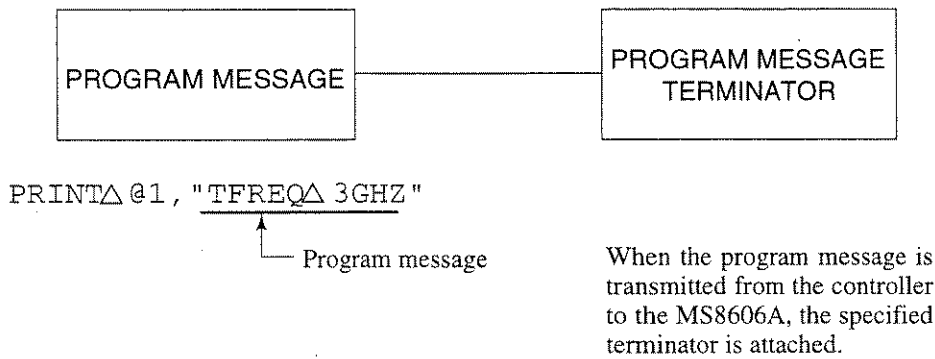 PROGRAM MESSAGE
PROGRAM MESSAGE
TERMINATOR
PRINT△@1,"TFREQ△ 3GHZ"
Program message
When the program message is
transmitted from the controller
to the MS8606A, the specified
terminator is attached.